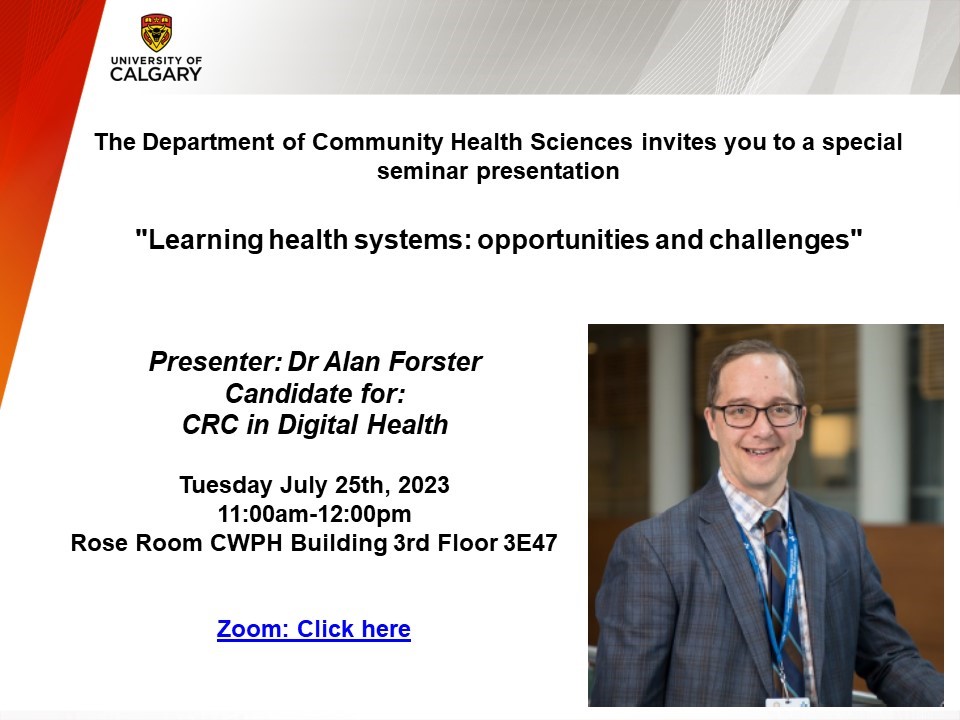 UNIVERSITY OF
CALGARY
The Department of Community Health Sciences invites you to a special
seminar presentation
"Learning health systems: opportunities and challenges"
Presenter: Dr Alan Forster
Candidate for:
CRC in Digital Health
Tuesday July 25th, 2023
11:00am-12:00pm
Rose Room CWPH Building 3rd Floor 3E47
Zoom: Click here